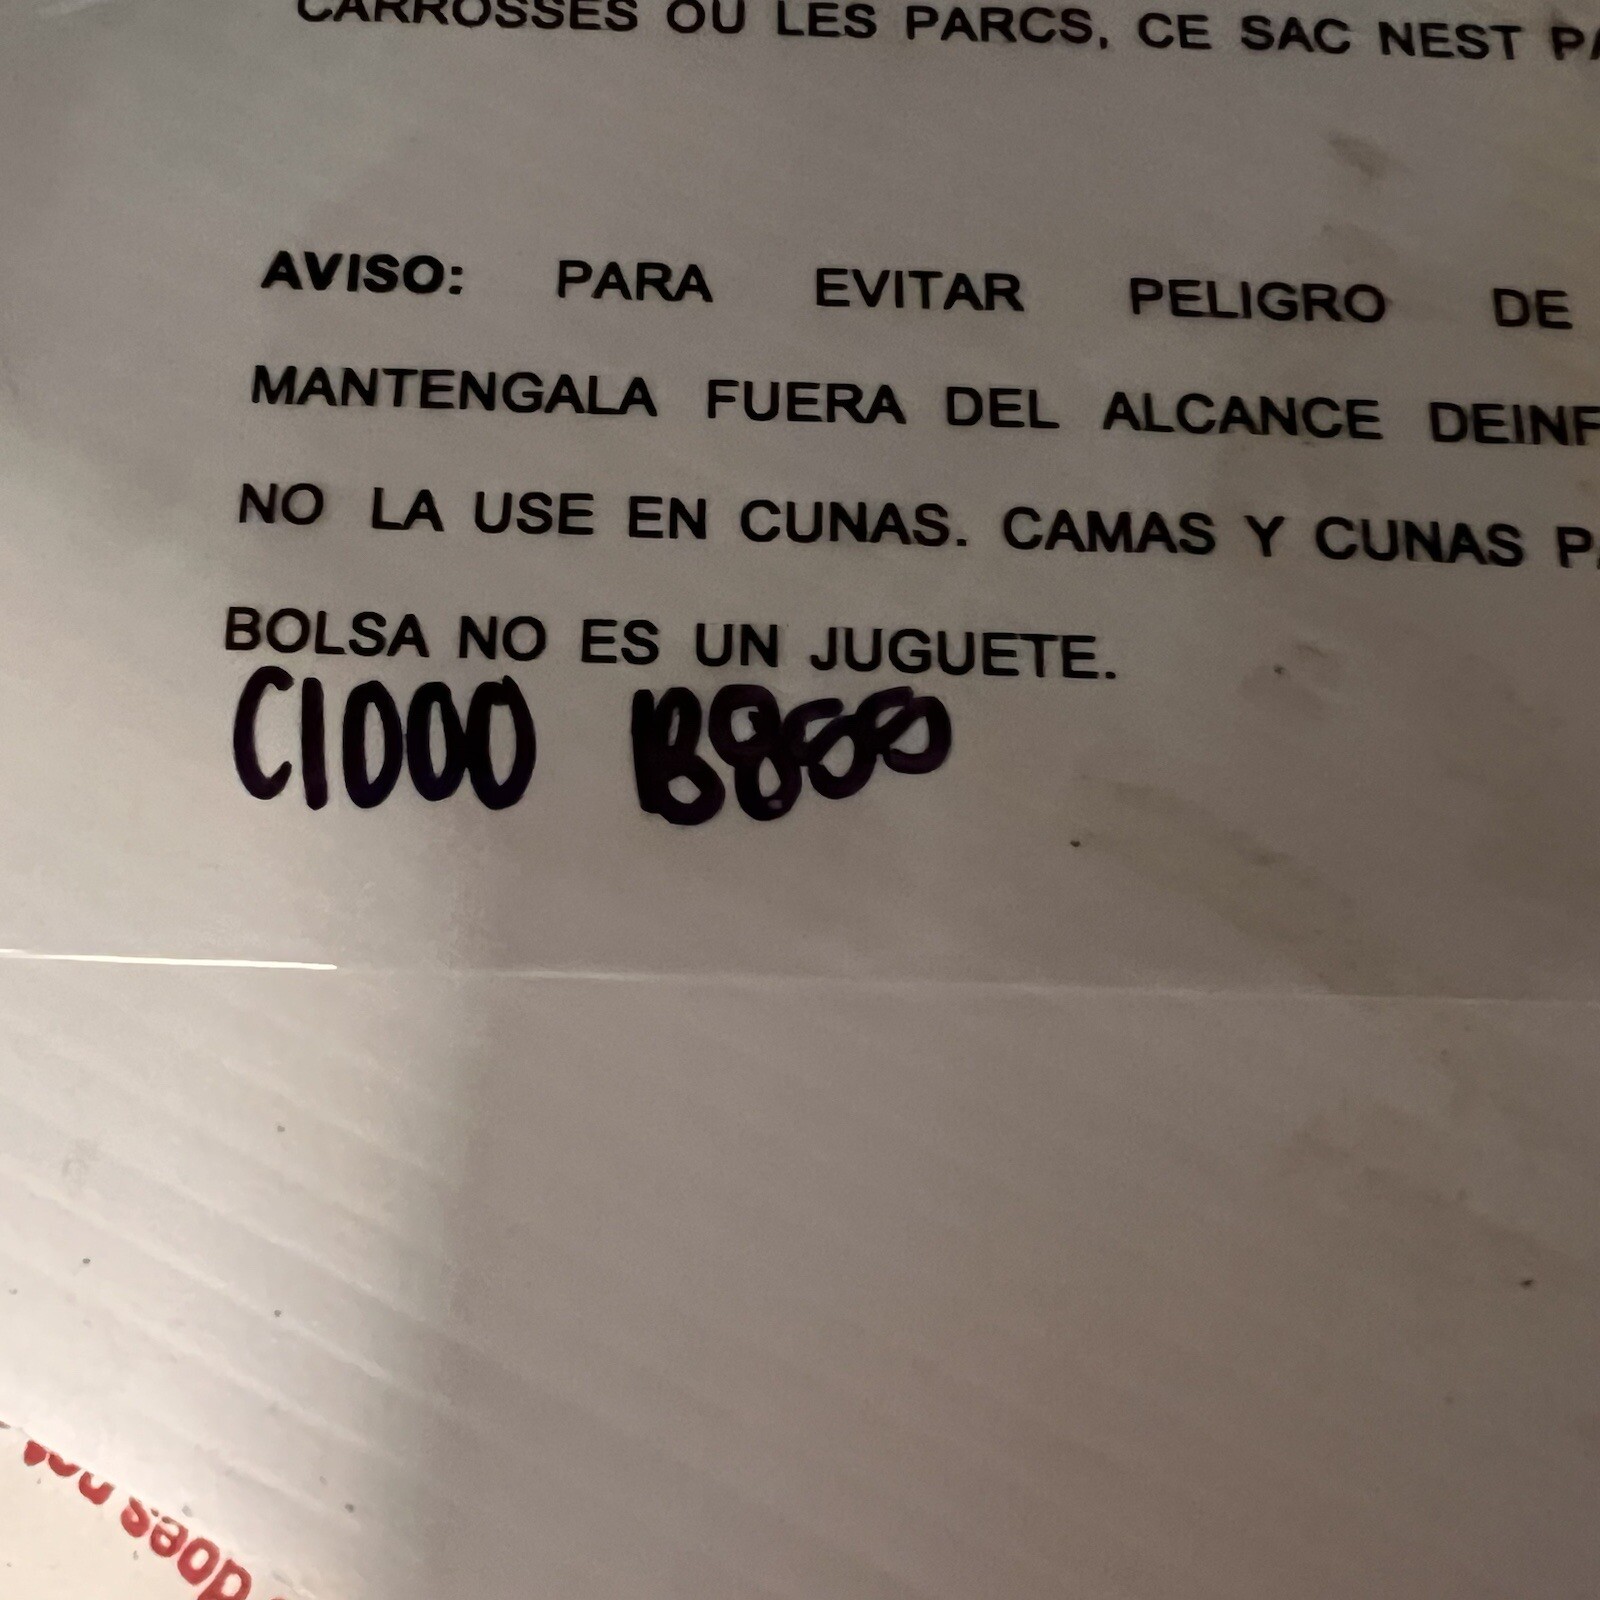 CARROSSES OU LES PARCS, CE SAC NEST
AVISO: PARA EVITAR PELIGRO DE
MANTENGALA FUERA DEL ALCANCE DEINF
NO LA USE EN CUNAS. CAMAS Y CUNAS
BOLSA NO ES UN JUGUETE.
C1000 B800
does not